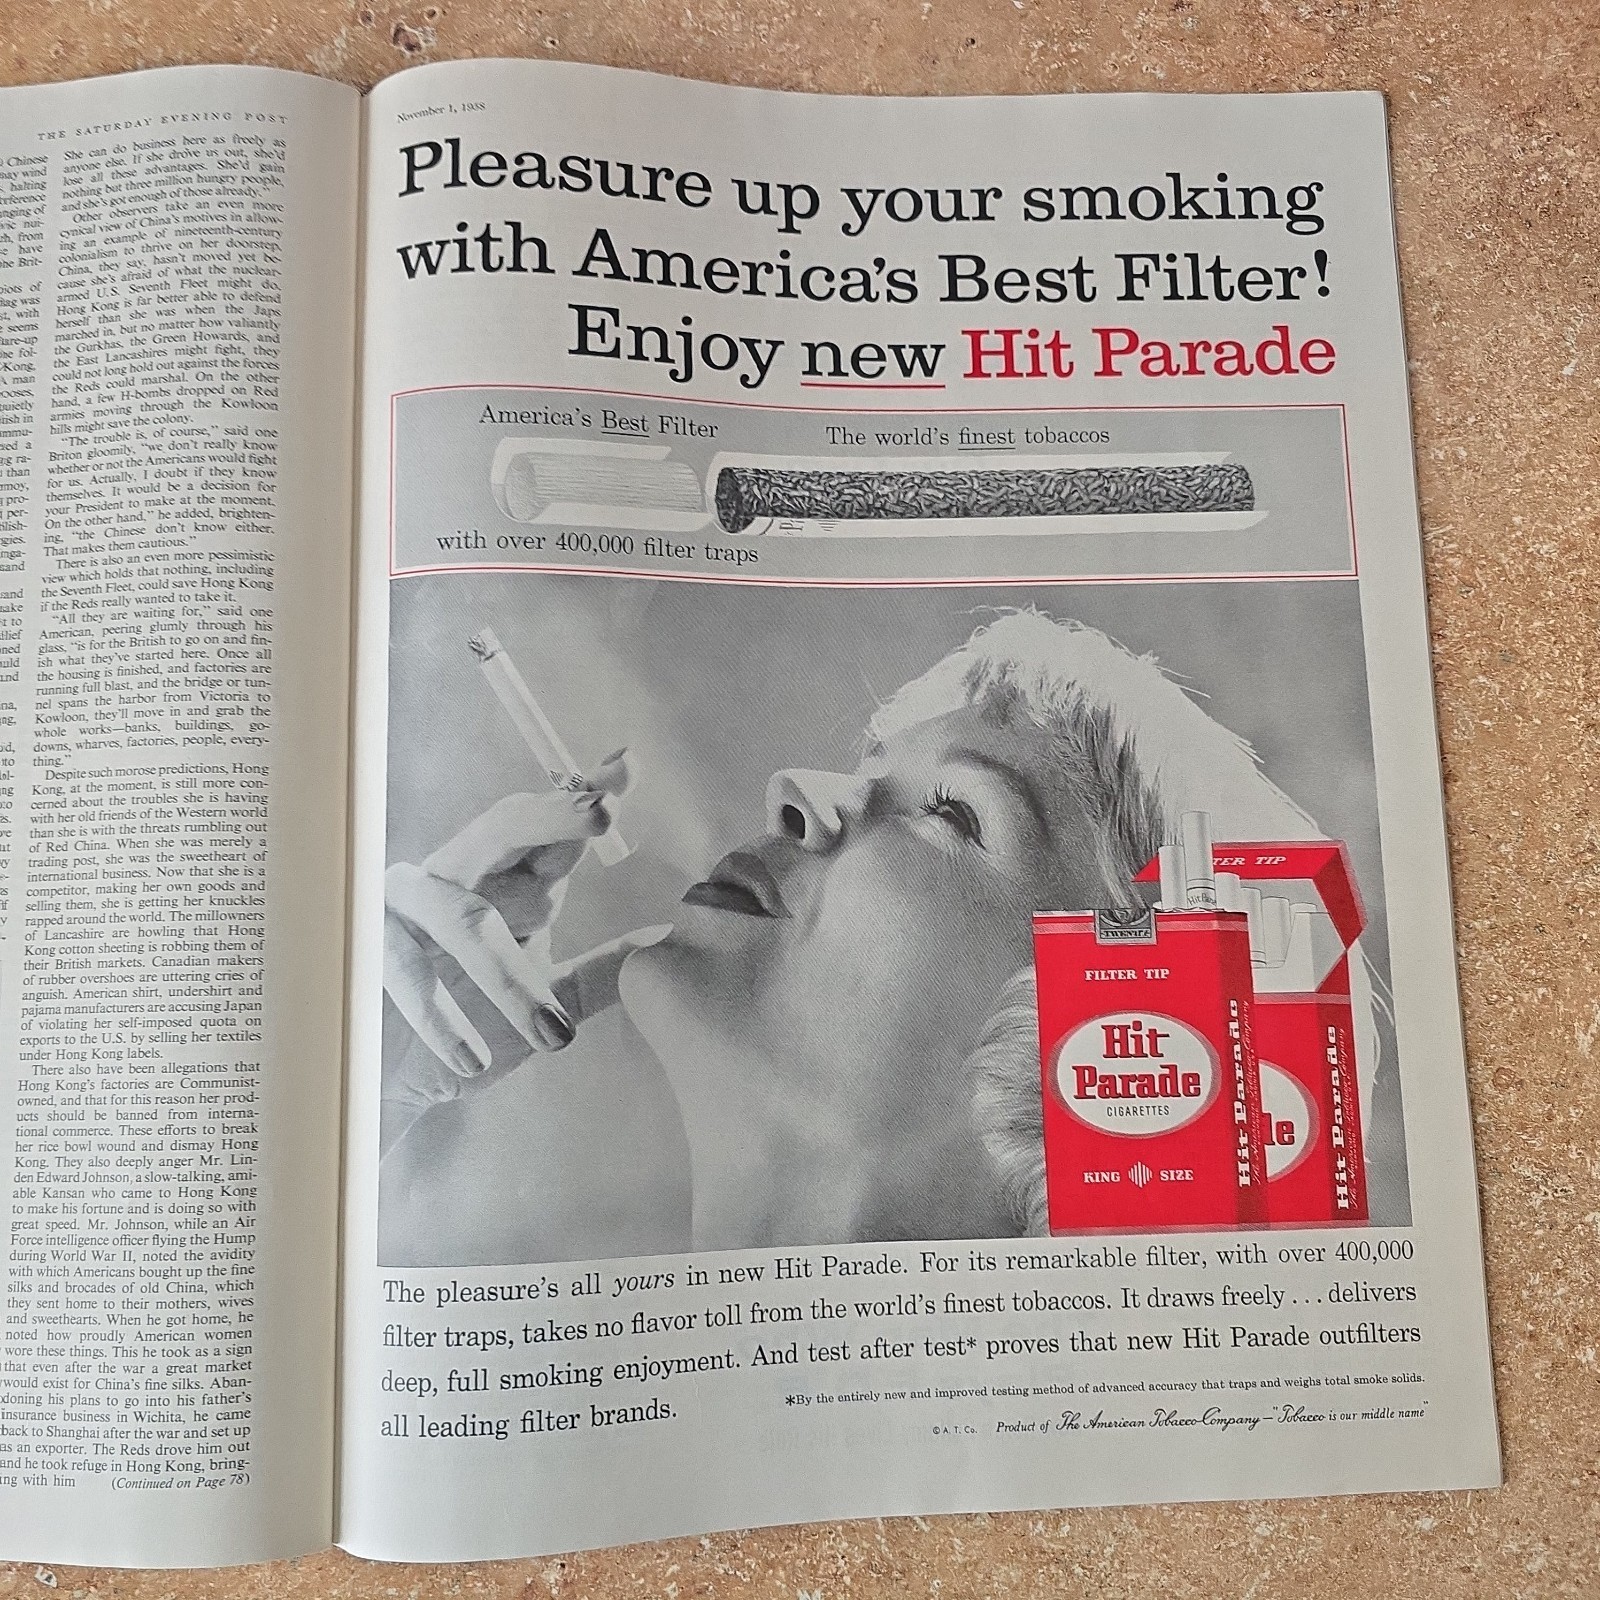 THE SATURDAY EVENING POST
Chinese
may wind
halting
nging of
from
have
the Brit-
flag was
with
seems
flare-up
Kong,
A man
quietly
than
per-
and
She can do business here as freely as
anyone else. If she drove us out, she'd
lose all these advantages. She'd gain
nothing but three million hungry people,
and she's got enough of those already."
Other observers take an even more
cynical view of China's motives in allow-
ing an example of nineteenth-century
colonialism to thrive on her doorstep.
China, they say, hasn't moved yet be-
cause she's afraid of what the nuclear-
armed U.S. Seventh Fleet might do.
Hong Kong is far better able to defend
herself than she was when the Japs
marched in, but no matter how valiantly
the Gurkhas, the Green Howards, and
the East Lancashires might fight, they
could not long hold out against the forces
the Reds could marshal. On the other
hand, a few H-bombs dropped on Red
armies moving through the Kowloon
hills might save the colony.
"The trouble is, of course," said one
Briton gloomily, "we don't really know
whether or not the Americans would fight
for us. Actually, I doubt if they know
themselves. It would be a decision for
your President to make at the moment.
On the other hand," he added, brighten-
ing, "the Chinese don't know either.
That makes them cautious."
There is also an even more pessimistic
view which holds that nothing, including
the Seventh Fleet, could save Hong Kong
if the Reds really wanted to take it.
"All they are waiting for," said one
American, peering glumly through his
glass, "is for the British to go on and fin-
ish what they've started here. Once all
the housing is finished, and factories are
running full blast, and the bridge or tun-
nel spans the harbor from Victoria to
Kowloon, they'll move in and grab the
whole works—banks, buildings, go-
downs, wharves, factories, people, every-
thing."
Despite such morose predictions, Hong
Kong, at the moment, is still more con-
cerned about the troubles she is having
with her old friends of the Western world
than she is with the threats rumbling out
of Red China. When she was merely a
trading post, she was the sweetheart of
international business. Now that she is a
competitor, making her own goods and
selling them, she is getting her knuckles
rapped around the world. The millowners
of Lancashire are howling that Hong
Kong cotton sheeting is robbing them of
their British markets. Canadian makers
of rubber overshoes are uttering cries of
anguish. American shirt, undershirt and
pajama manufacturers are accusing Japan
of violating her self-imposed quota on
exports to the U.S. by selling her textiles
under Hong Kong labels.
There also have been allegations that
Hong Kong's factories are Communist-
owned, and that for this reason her prod-
ucts should be banned from interna-
tional commerce. These efforts to break
her rice bowl wound and dismay Hong
Kong. They also deeply anger Mr. Lin-
den Edward Johnson, a slow-talking, ami-
able Kansan who came to Hong Kong
to make his fortune and is doing so with
great speed. Mr. Johnson, while an Air
Force intelligence officer flying the Hump
during World War II, noted the avidity
with which Americans bought up the fine
silks and brocades of old China, which
they sent home to their mothers, wives
and sweethearts. When he got home, he
noted how proudly American women
wore these things. This he took as a sign
that even after the war a great market
would exist for China's fine silks. Aban-
doning his plans to go into his father's
insurance business in Wichita, he came
back to Shanghai after the war and set up
as an exporter. The Reds drove him out
and he took refuge in Hong Kong, bring-
ing with him (Continued on Page 78)
November 1, 1958
Pleasure up your smoking
with America's Best Filter!
Enjoy new Hit Parade
America's Best Filter
The world's finest tobaccos
with over 400,000 filter traps
TER TIP
Hit Parade
TWENTY
FILTER TIP
Hit
Parade
CIGARETTES
KING SIZE
Hit Parade
The American Tobacco Company
de
Hit Parade
The American Tobacco Company
The pleasure's all yours in new Hit Parade. For its remarkable filter, with over 400,000
filter traps, takes no flavor toll from the world's finest tobaccos. It draws freely ... delivers
deep, full smoking enjoyment. And test after test* proves that new Hit Parade outfilters
all leading filter brands.
*By the entirely new and improved testing method of advanced accuracy that traps and weighs total smoke solids.
© A. T. Co. Product of The American Tobacco Company—"Tobacco is our middle name"